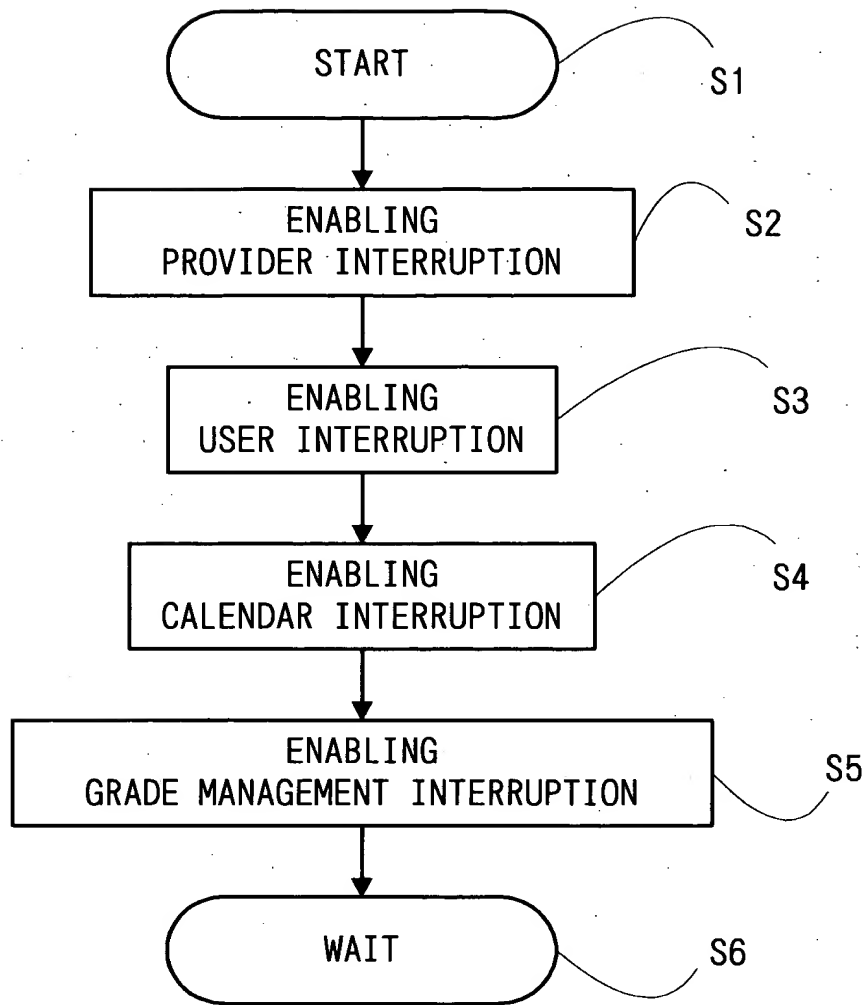 START
S1
ENABLING
PROVIDER INTERRUPTION
S2
ENABLING
USER INTERRUPTION
S3
ENABLING
CALENDAR INTERRUPTION
S4
ENABLING
GRADE MANAGEMENT INTERRUPTION
S5
WAIT
S6